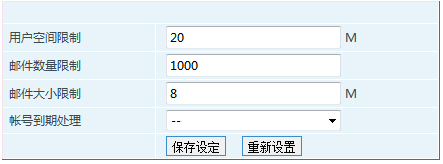 用户空间限制 20 M
邮件数量限制 1000
邮件大小限制 8 M
帐号到期处理 --
保存设定 重新设置